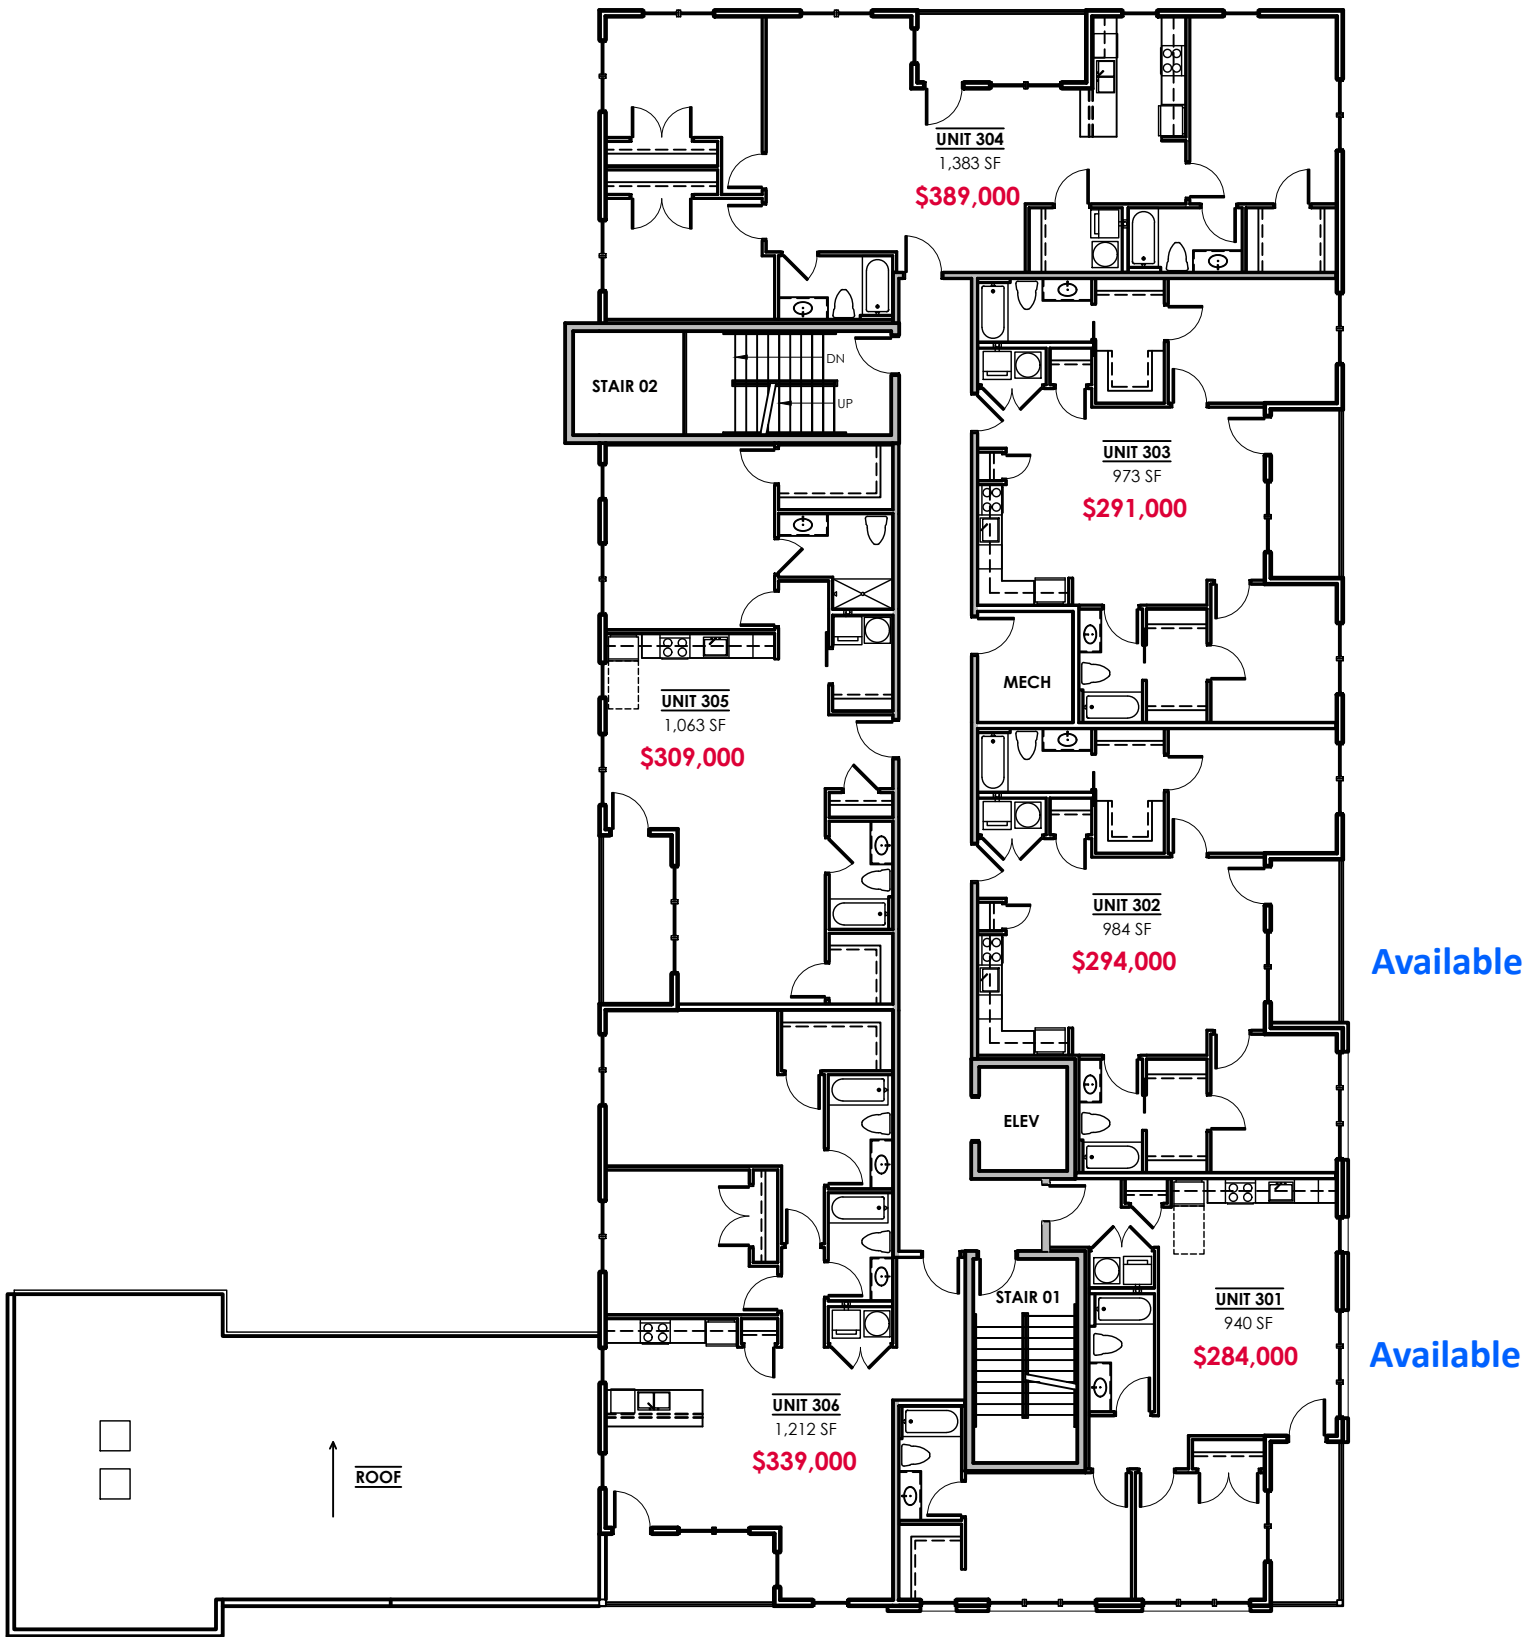 UNIT 304
1,383 SF
$389,000
DN
STAIR 02
UP
UNIT 303
973 SF
$291,000
MECH
UNIT 305
1,063 SF
$309,000
UNIT 302
984 SF
$294,000
Available
ELEV
STAIR 01
UNIT 301
940 SF
$284,000
Available
UNIT 306
1,212 SF
$339,000
ROOF